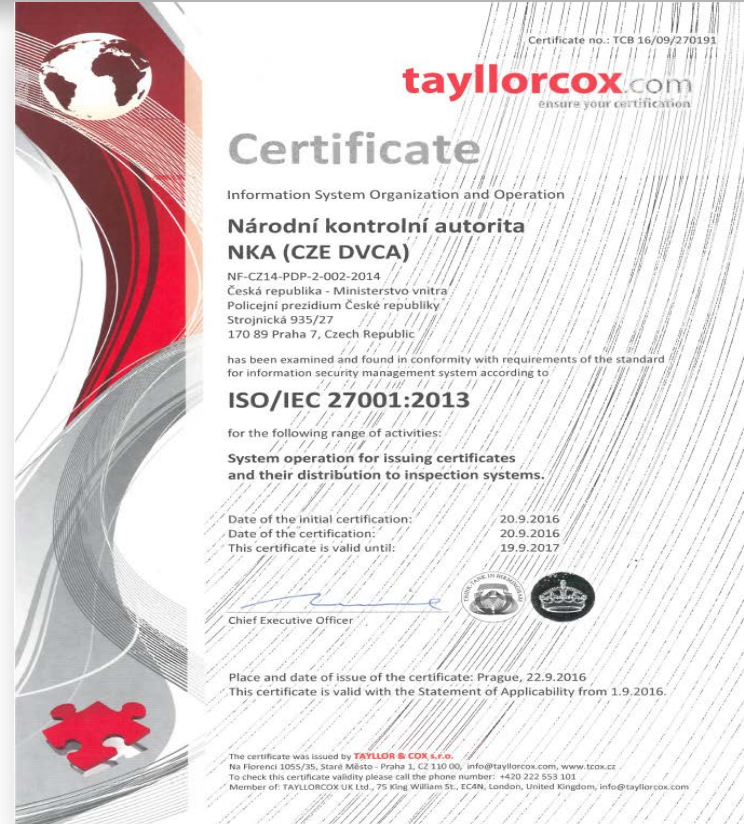 Certificate no.: TCB 16/09/270191
tayllorcox.com
ensure your certification
Certificate
Information System Organization and Operation
Národní kontrolní autorita
NKA (CZE DVCA)
NF-CZ14-PDP-2-002-2014
Česká republika - Ministerstvo vnitra
Policejní prezidium České republiky
Strojnická 935/27
170 89 Praha 7, Czech Republic
has been examined and found in conformity with requirements of the standard
for information security management system according to
ISO/IEC 27001:2013
for the following range of activities:
System operation for issuing certificates
and their distribution to inspection systems.
Date of the initial certification: 20.9.2016
Date of the certification: 20.9.2016
This certificate is valid until: 19.9.2017
THINK TANK IN BIRMINGHAM
Chief Executive Officer
Place and date of issue of the certificate: Prague, 22.9.2016
This certificate is valid with the Statement of Applicability from 1.9.2016.
The certificate was issued by TAYLLOR & COX s.r.o.
Na Florenci 1055/35, Staré Město - Praha 1, CZ 110 00, info@tayllorcox.com, www.tcox.cz
To check this certificate validity please call the phone number: +420 222 553 101
Member of: TAYLLORCOX UK Ltd., 75 King William St., EC4N, London, United Kingdom, info@tayllorcox.com